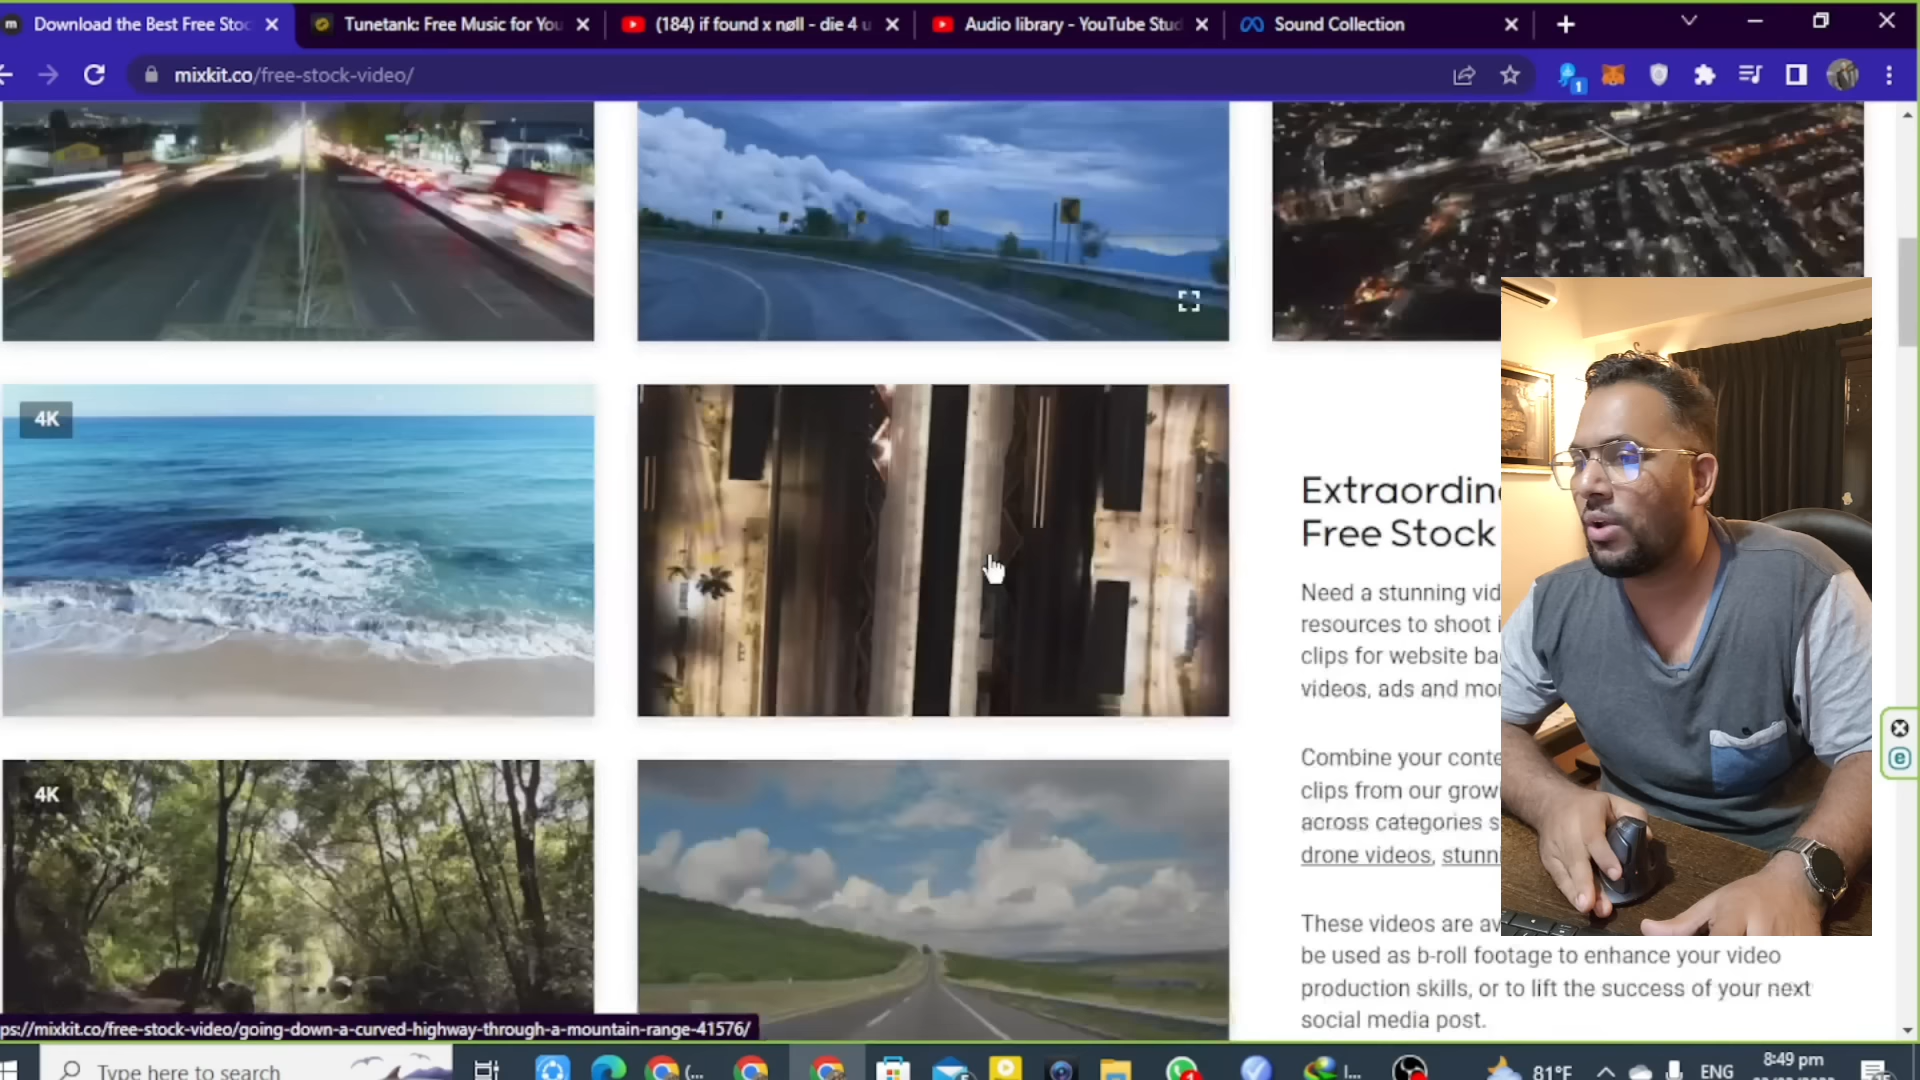 Download the Best Free Stoc
Tunetank: Free Music for You
(184) if found x nøll - die 4 u
Audio library - YouTube Stud
Sound Collection
mixkit.co/free-stock-video/
1
4K
Extraordin
Free Stock
Need a stunning vid
resources to shoot i
clips for website ba
videos, ads and mo
4K
Combine your conte
clips from our grow
across categories s
drone videos, stunn
These videos are av
be used as b-roll footage to enhance your video
production skills, or to lift the success of your next
social media post.
ps://mixkit.co/free-stock-video/going-down-a-curved-highway-through-a-mountain-range-41576/
Type here to search
81°F
ENG
8:49 pm